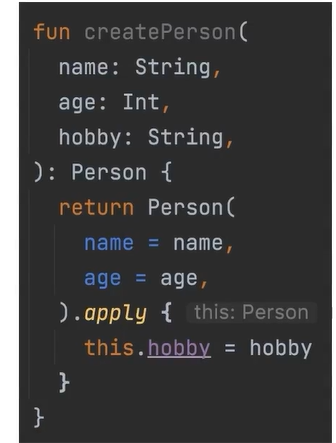 fun createPerson(
name: String,
age: Int,
hobby: String,
): Person {
return Person(
name = name,
age = age,
).apply { this: Person
this.hobby = hobby
}
}